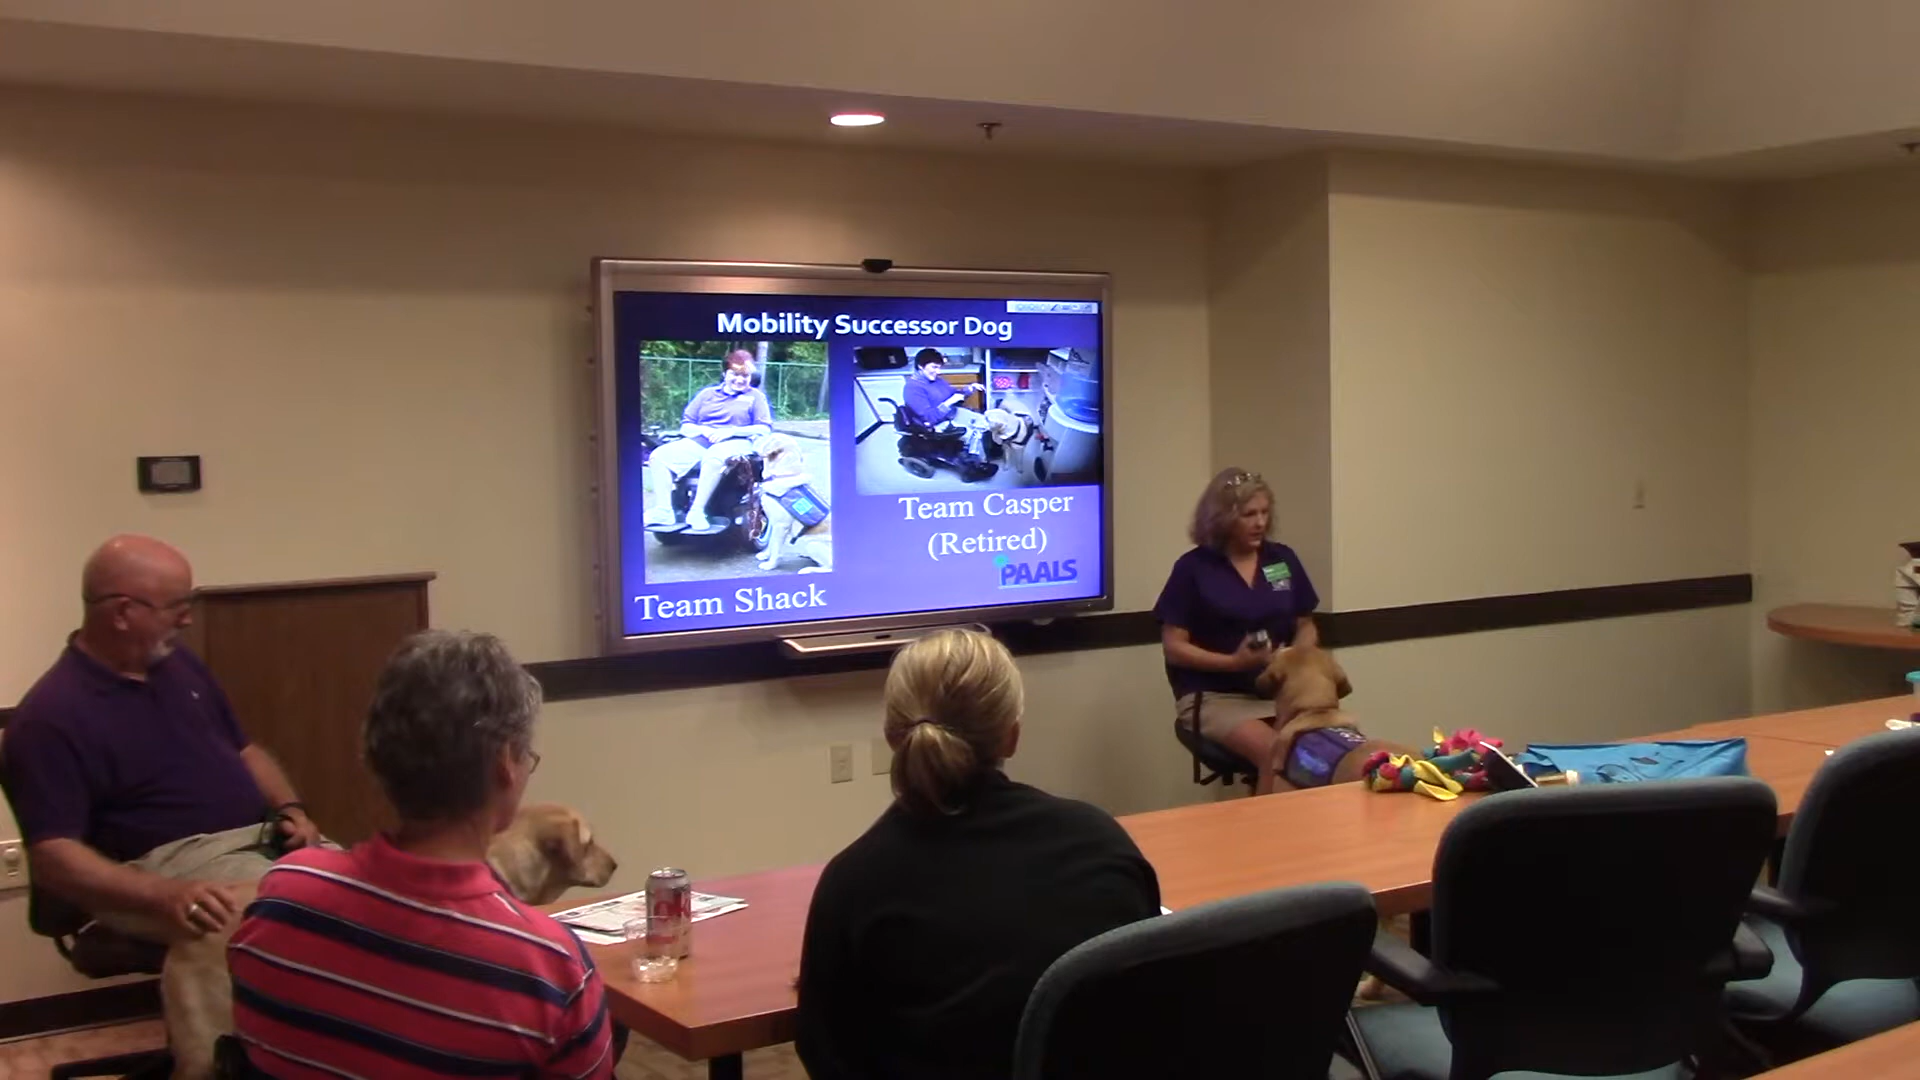 Mobility Successor Dog
Team Casper
(Retired)
PAALS
Team Shack